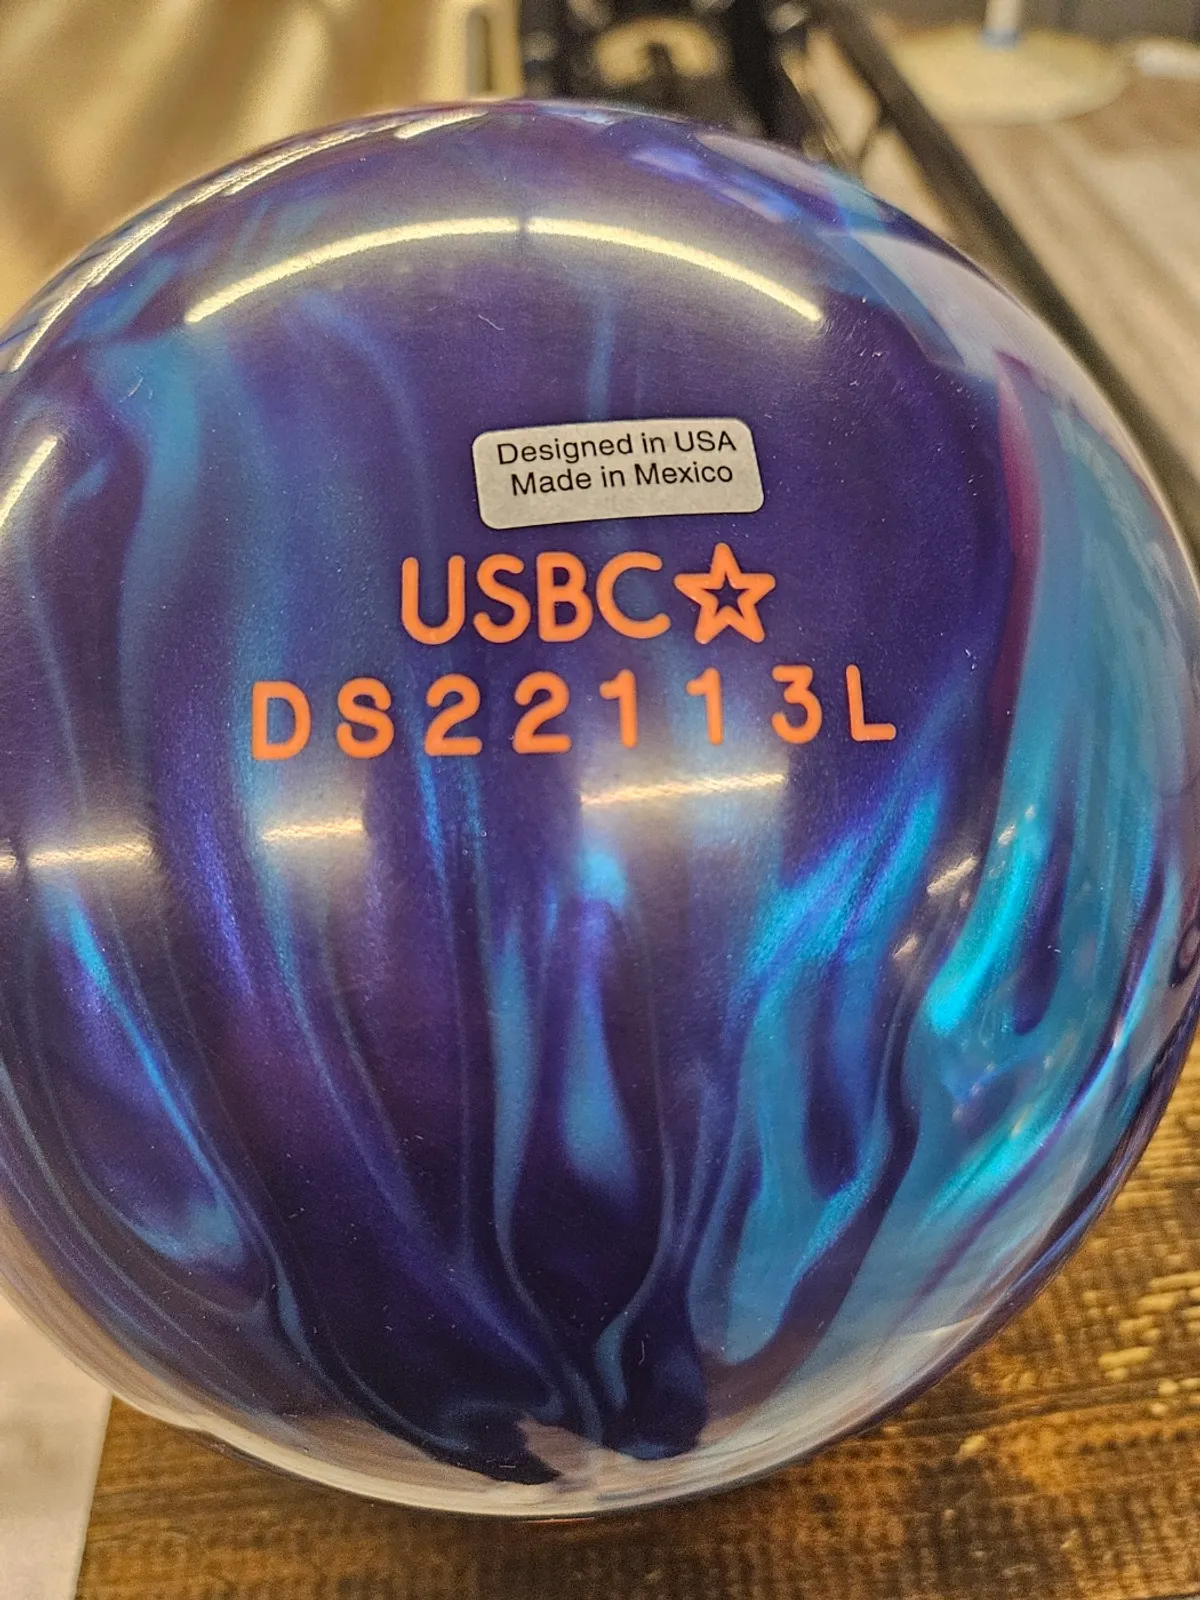 Designed in USA
Made in Mexico
USBC☆
DS22113L